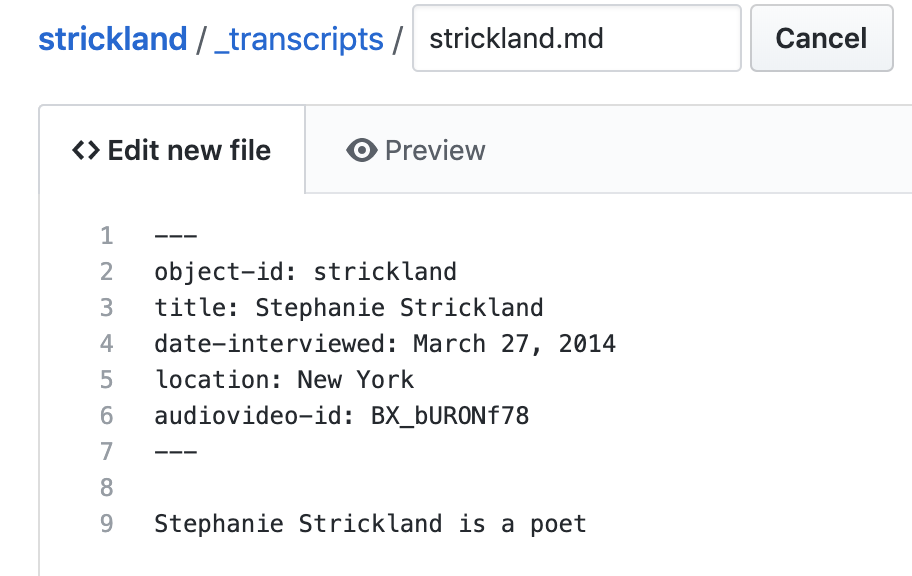 strickland / _transcripts / strickland.md Cancel
<> Edit new file Preview
1 ---
2 object-id: strickland
3 title: Stephanie Strickland
4 date-interviewed: March 27, 2014
5 location: New York
6 audiovideo-id: BX_bURONf78
7 ---
8
9 Stephanie Strickland is a poet